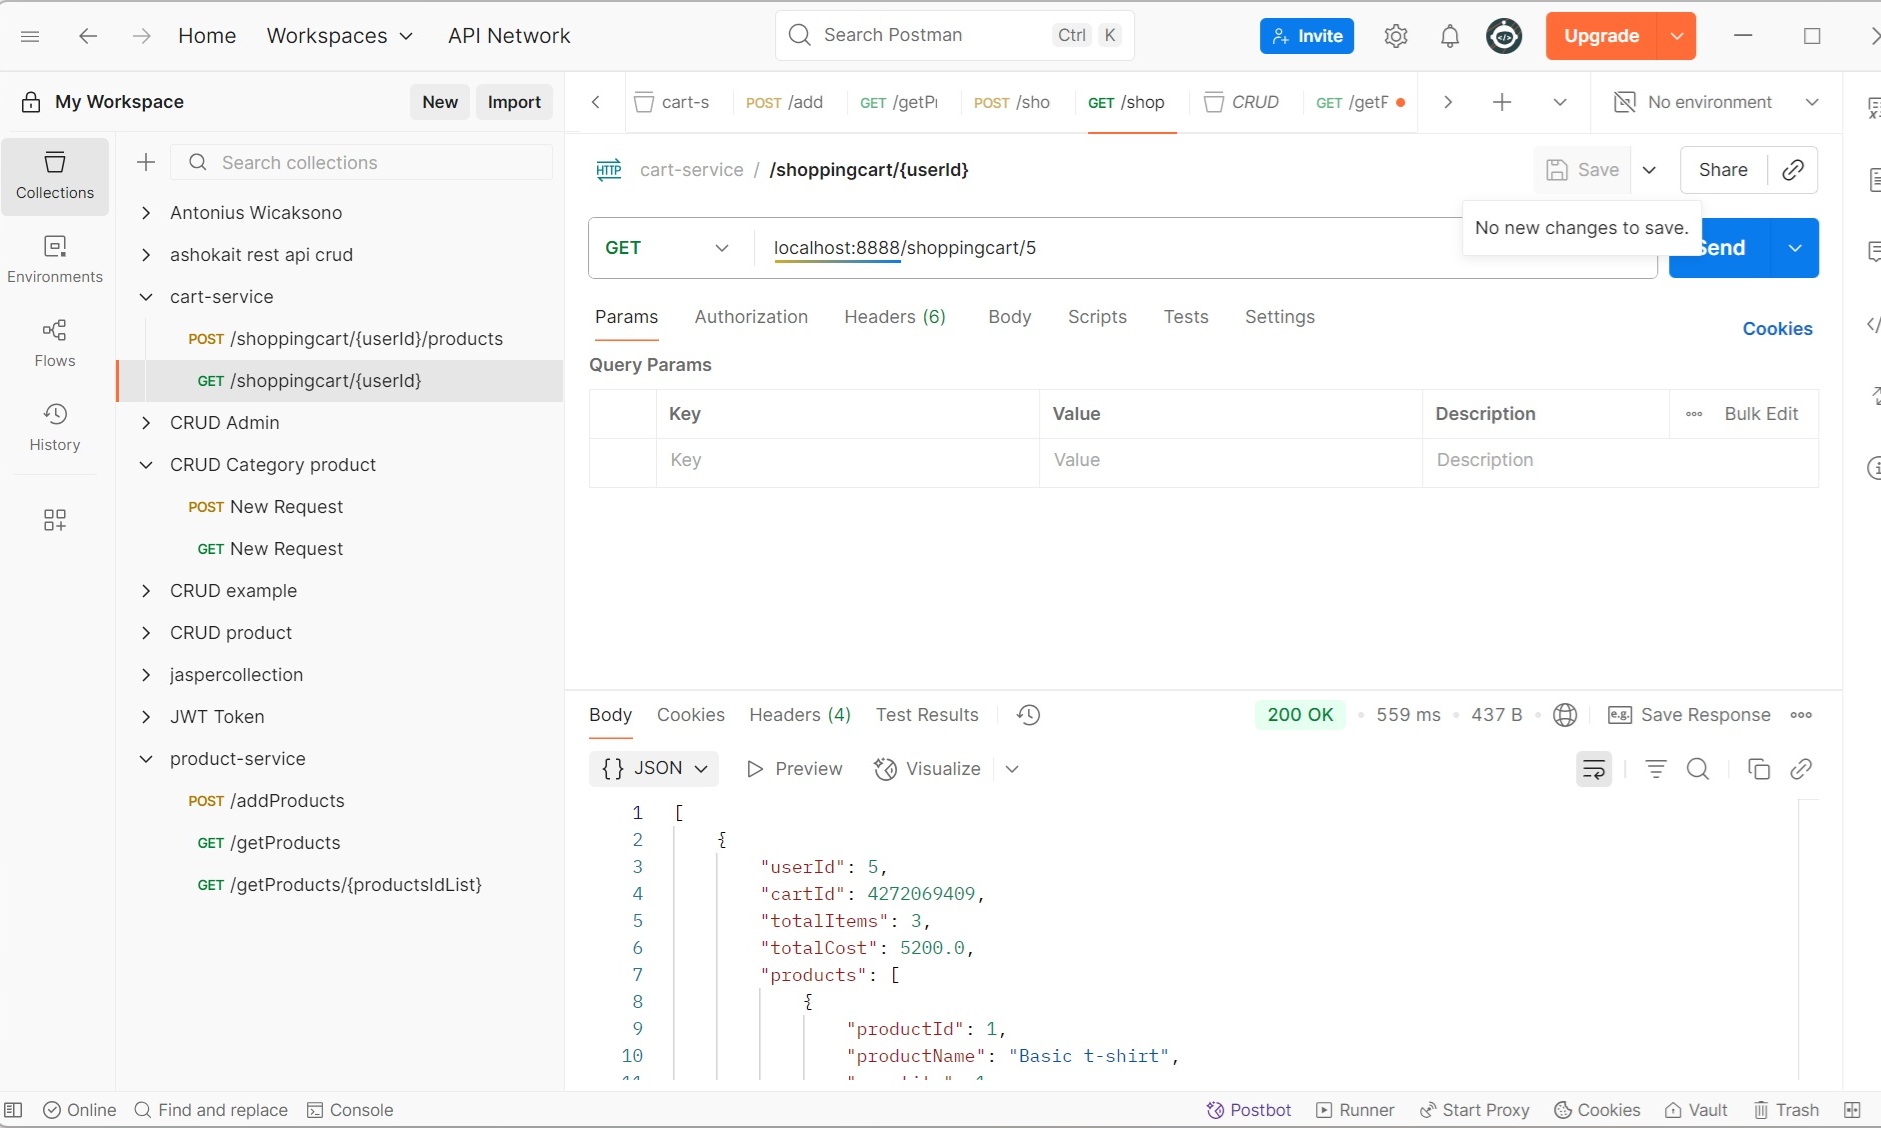 Home Workspaces API Network Search Postman Ctrl K Invite Upgrade
My Workspace New Import cart-s POST /add GET /getPr POST /sho GET /shop CRUD GET /getF No environment
Collections
Environments
Flows
History
Search collections
Antonius Wicaksono
ashokait rest api crud
cart-service
POST /shoppingcart/{userId}/products
GET /shoppingcart/{userId}
CRUD Admin
CRUD Category product
POST New Request
GET New Request
CRUD example
CRUD product
jaspercollection
JWT Token
product-service
POST /addProducts
GET /getProducts
GET /getProducts/{productsIdList}
HTTP cart-service / /shoppingcart/{userId} Save Share
No new changes to save.
GET localhost:8888/shoppingcart/5 Send
Params Authorization Headers (6) Body Scripts Tests Settings Cookies
Query Params
Key Value Description Bulk Edit
Key Value Description
Body Cookies Headers (4) Test Results 200 OK • 559 ms • 437 B • e.g. Save Response
{} JSON Preview Visualize
1 [
2 {
3 "userId": 5,
4 "cartId": 4272069409,
5 "totalItems": 3,
6 "totalCost": 5200.0,
7 "products": [
8 {
9 "productId": 1,
10 "productName": "Basic t-shirt",
Online Find and replace Console Postbot Runner Start Proxy Cookies Vault Trash